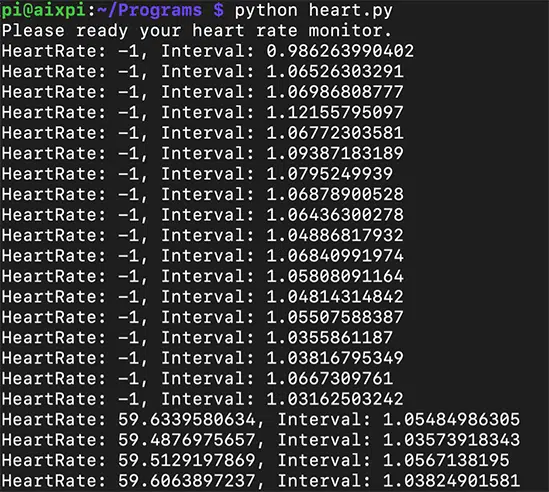 pi@aixpi:~/Programs $ python heart.py
Please ready your heart rate monitor.
HeartRate: -1, Interval: 0.986263990402
HeartRate: -1, Interval: 1.06526303291
HeartRate: -1, Interval: 1.06986808777
HeartRate: -1, Interval: 1.12155795097
HeartRate: -1, Interval: 1.06772303581
HeartRate: -1, Interval: 1.09387183189
HeartRate: -1, Interval: 1.0795249939
HeartRate: -1, Interval: 1.06878900528
HeartRate: -1, Interval: 1.06436300278
HeartRate: -1, Interval: 1.04886817932
HeartRate: -1, Interval: 1.06840991974
HeartRate: -1, Interval: 1.05808091164
HeartRate: -1, Interval: 1.04814314842
HeartRate: -1, Interval: 1.05507588387
HeartRate: -1, Interval: 1.0355861187
HeartRate: -1, Interval: 1.03816795349
HeartRate: -1, Interval: 1.0667309761
HeartRate: -1, Interval: 1.03162503242
HeartRate: 59.6339580634, Interval: 1.05484986305
HeartRate: 59.4876975657, Interval: 1.03573918343
HeartRate: 59.5129197869, Interval: 1.0567138195
HeartRate: 59.6063897237, Interval: 1.03824901581